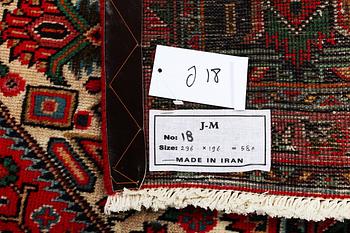 J 18
J-M
No: 18
Size: 296 × 196 = 580
MADE IN IRAN